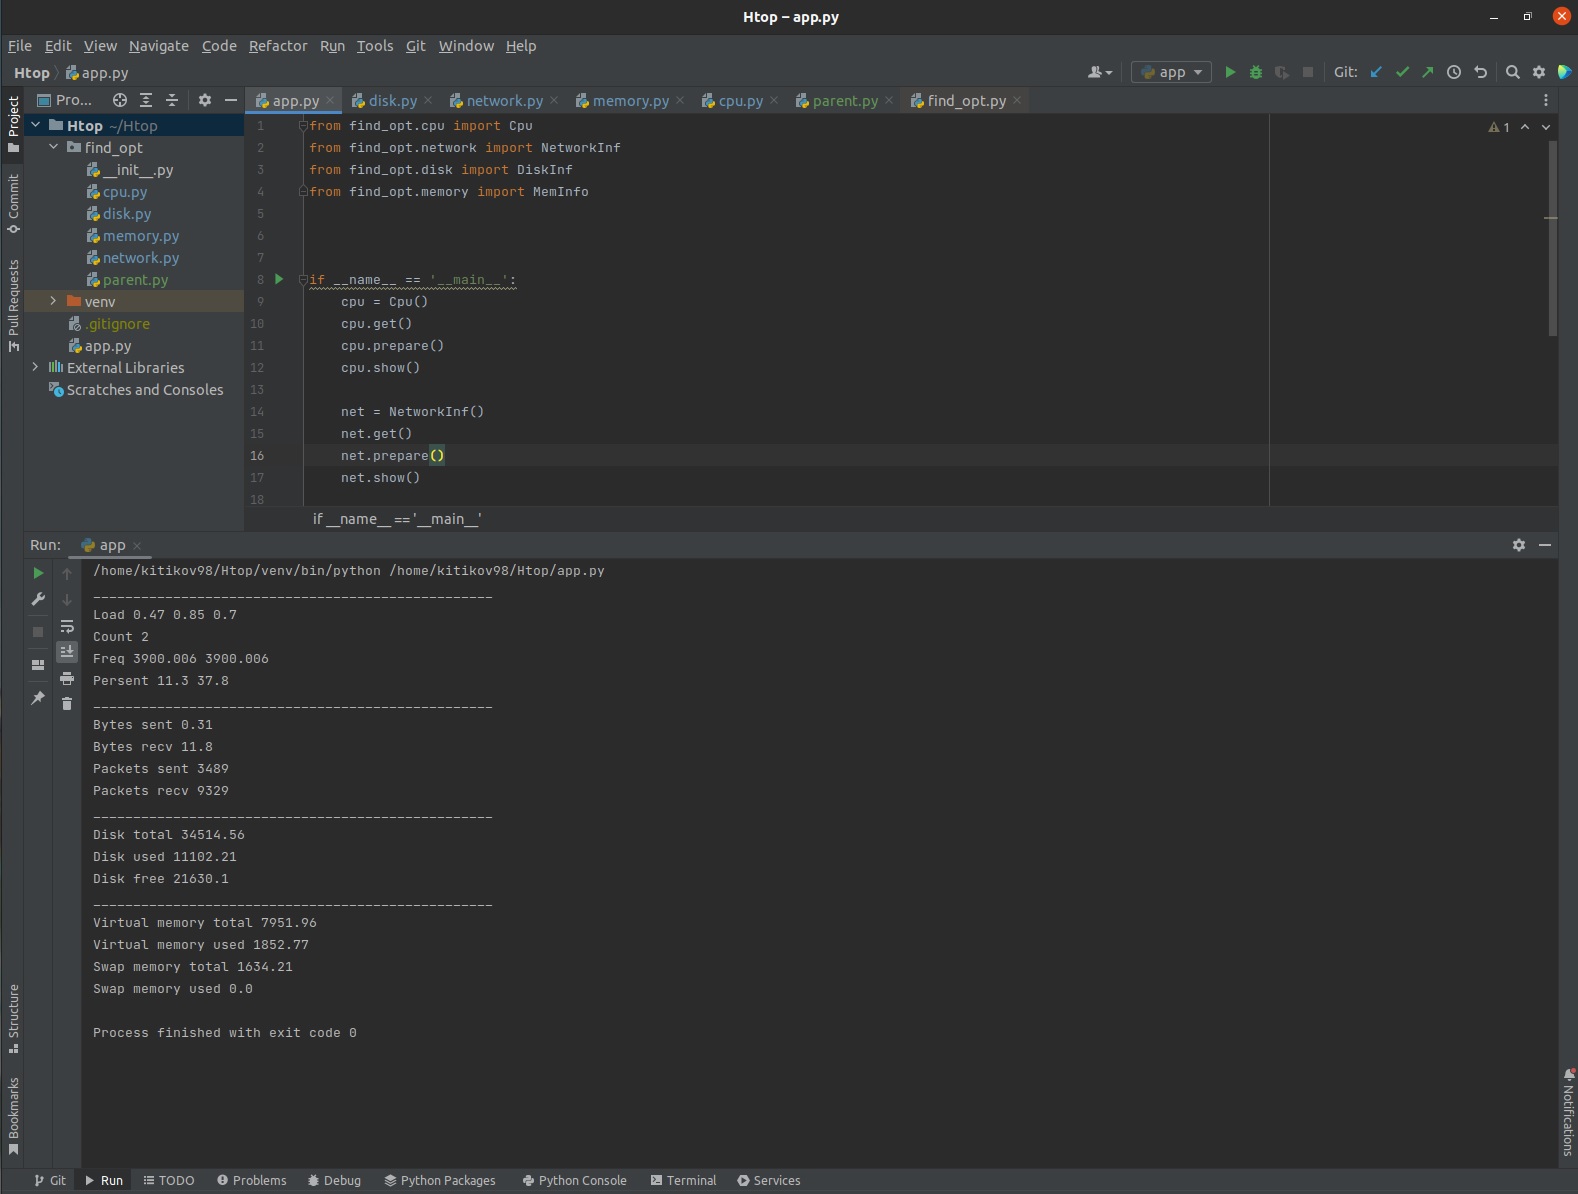 Htop – app.py
File Edit View Navigate Code Refactor Run Tools Git Window Help
Htop app.py
app Git:
Project
Commit
Pull Requests
Structure
Bookmarks
Pro...
Htop ~/Htop
find_opt
__init__.py
cpu.py
disk.py
memory.py
network.py
parent.py
venv
.gitignore
app.py
External Libraries
Scratches and Consoles
app.py disk.py network.py memory.py cpu.py parent.py find_opt.py
1 from find_opt.cpu import Cpu
2 from find_opt.network import NetworkInf
3 from find_opt.disk import DiskInf
4 from find_opt.memory import MemInfo
5
6
7
8 if __name__ == '__main__':
9 cpu = Cpu()
10 cpu.get()
11 cpu.prepare()
12 cpu.show()
13
14 net = NetworkInf()
15 net.get()
16 net.prepare()
17 net.show()
18
1
if __name__ == '__main__'
Run: app
/home/kitikov98/Htop/venv/bin/python /home/kitikov98/Htop/app.py
__________________________________________________
Load 0.47 0.85 0.7
Count 2
Freq 3900.006 3900.006
Persent 11.3 37.8
__________________________________________________
Bytes sent 0.31
Bytes recv 11.8
Packets sent 3489
Packets recv 9329
__________________________________________________
Disk total 34514.56
Disk used 11102.21
Disk free 21630.1
__________________________________________________
Virtual memory total 7951.96
Virtual memory used 1852.77
Swap memory total 1634.21
Swap memory used 0.0
Process finished with exit code 0
Notifications
Git Run TODO Problems Debug Python Packages Python Console Terminal Services